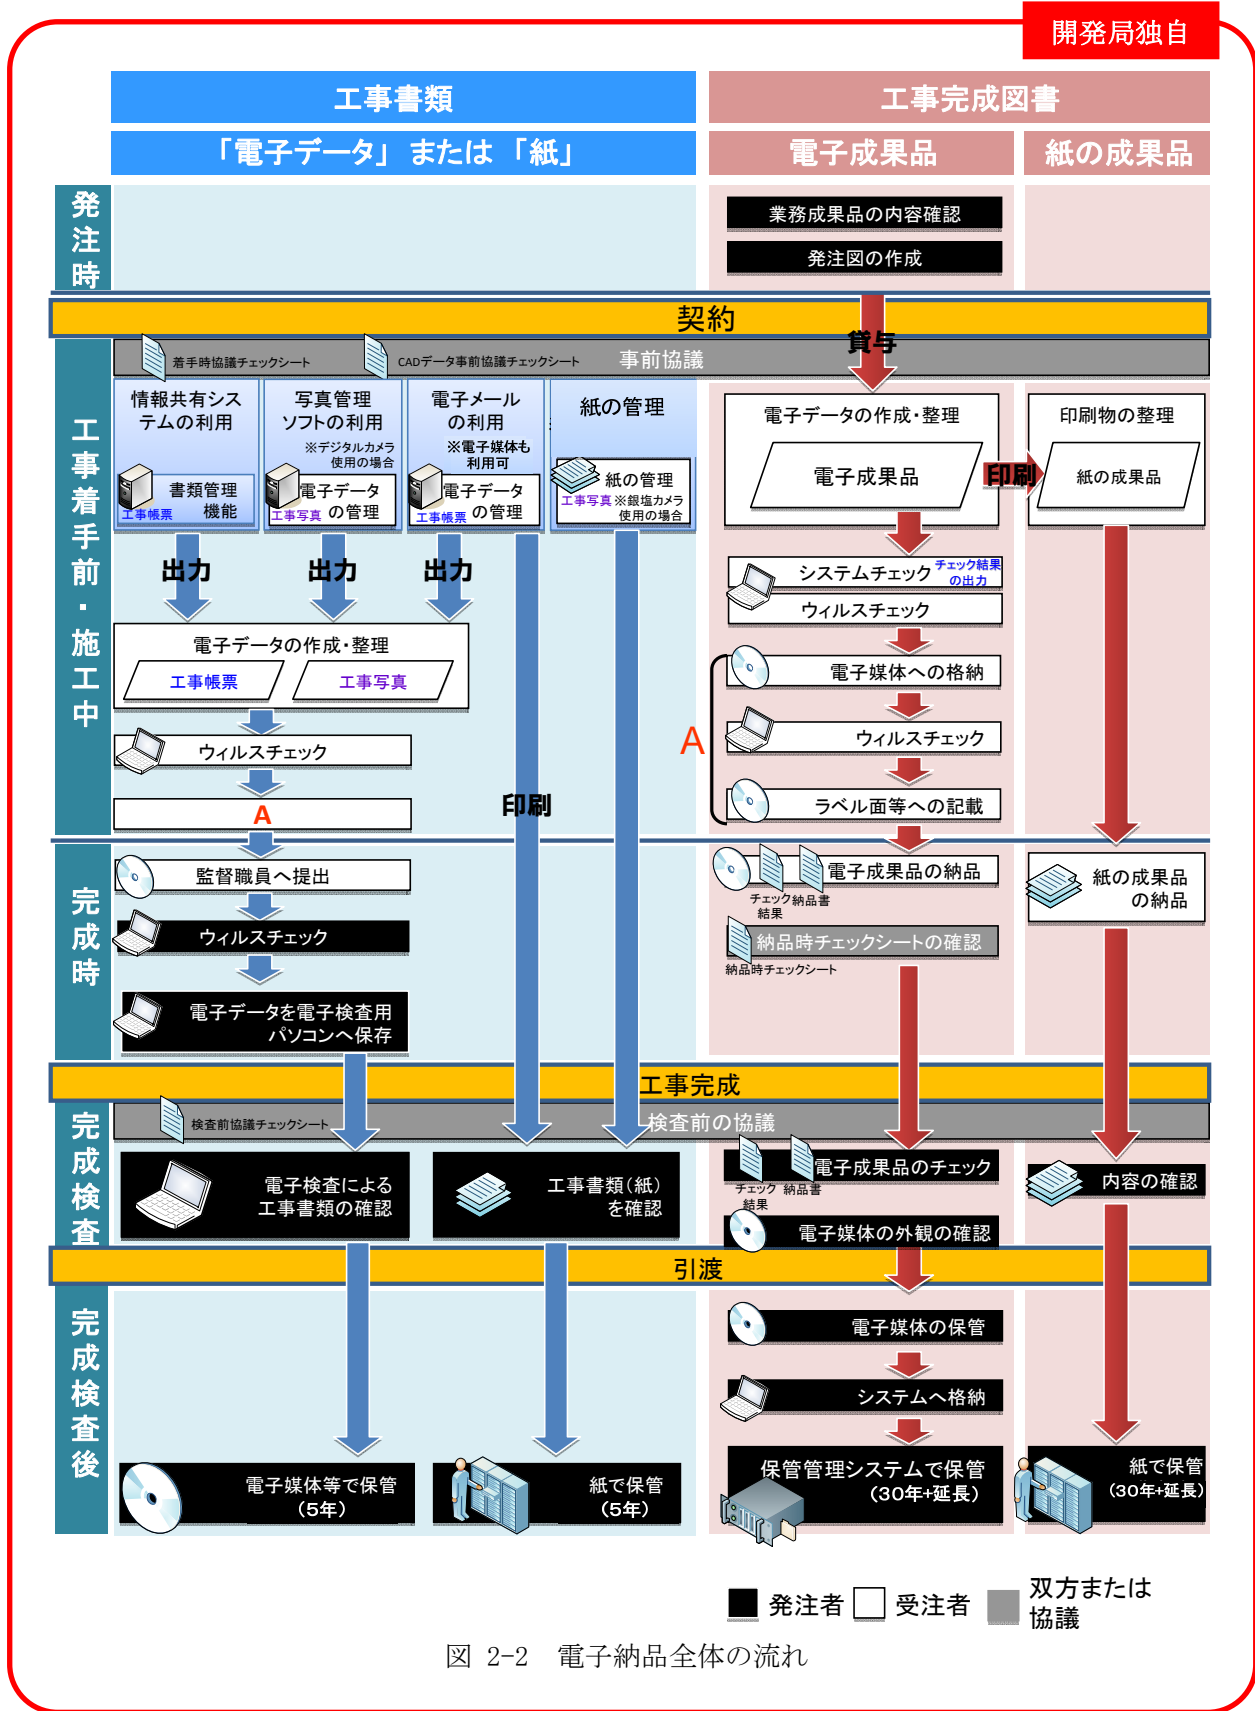 開発局独自
工事書類
工事完成図書
「電子データ」または「紙」
電子成果品
紙の成果品
発注時
業務成果品の内容確認
発注図の作成
契約
貸与
工事着手前・施工中
着手時協議チェックシート
CADデータ事前協議チェックシート
事前協議
情報共有シス
テムの利用
書類管理
機能
工事帳票
写真管理
ソフトの利用
※デジタルカメラ
使用の場合
電子データ
の管理
工事写真
電子メール
の利用
※電子媒体も
利用可
電子データ
の管理
工事帳票
紙の管理
紙の管理
工事写真 ※銀塩カメラ
使用の場合
電子データの作成・整理
電子成果品
印刷
印刷物の整理
紙の成果品
出力
出力
出力
システムチェック
チェック結果
の出力
ウィルスチェック
電子データの作成・整理
工事帳票
工事写真
電子媒体への格納
A
ウィルスチェック
ウィルスチェック
ラベル面等への記載
A
印刷
完成時
監督職員へ提出
ウィルスチェック
電子データを電子検査用
パソコンへ保存
電子成果品の納品
チェック
結果
納品書
納品時チェックシートの確認
納品時チェックシート
紙の成果品
の納品
工事完成
完成検査
検査前協議チェックシート
検査前の協議
電子検査による
工事書類の確認
工事書類（紙）
を確認
電子成果品のチェック
チェック
結果
納品書
電子媒体の外観の確認
内容の確認
引渡
完成検査後
電子媒体の保管
システムへ格納
電子媒体等で保管
（5年）
紙で保管
（5年）
保管管理システムで保管
（30年+延長）
紙で保管
（30年+延長）
発注者
受注者
双方または
協議
図 2-2　電子納品全体の流れ